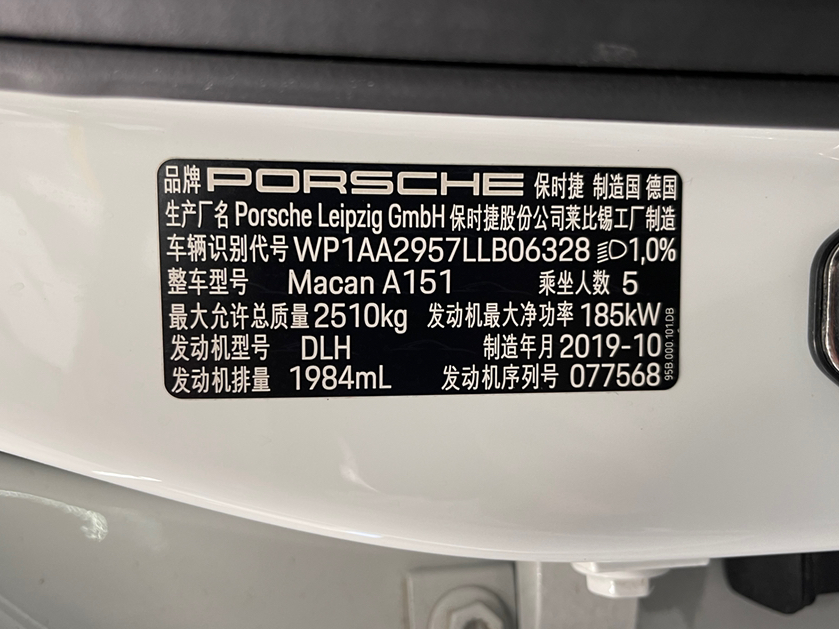 品牌 PORSCHE 保时捷 制造国 德国
生产厂名 Porsche Leipzig GmbH 保时捷股份公司莱比锡工厂制造
车辆识别代号 WP1AA2957LLB06328 1,0%
整车型号 Macan A151 乘坐人数 5
最大允许总质量 2510kg 发动机最大净功率 185kW
发动机型号 DLH 制造年月 2019-10
发动机排量 1984mL 发动机序列号 077568
95B.000.101.DB